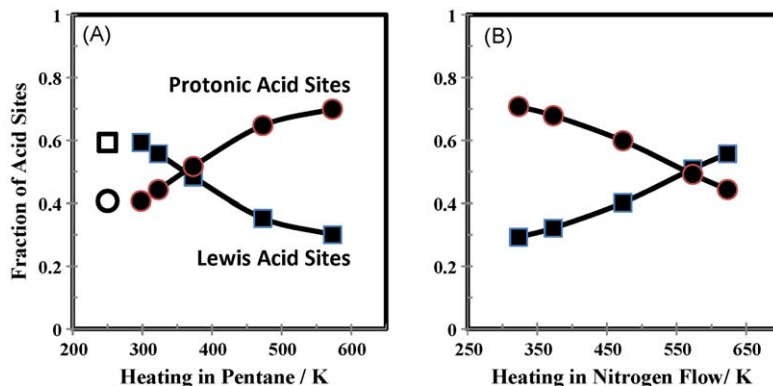 (A)
Protonic Acid Sites
Lewis Acid Sites
Fraction of Acid Sites
1
0.8
0.6
0.4
0.2
0
200 300 400 500 600
Heating in Pentane / K
(B)
1
0.8
0.6
0.4
0.2
0
250 350 450 550 650
Heating in Nitrogen Flow/ K